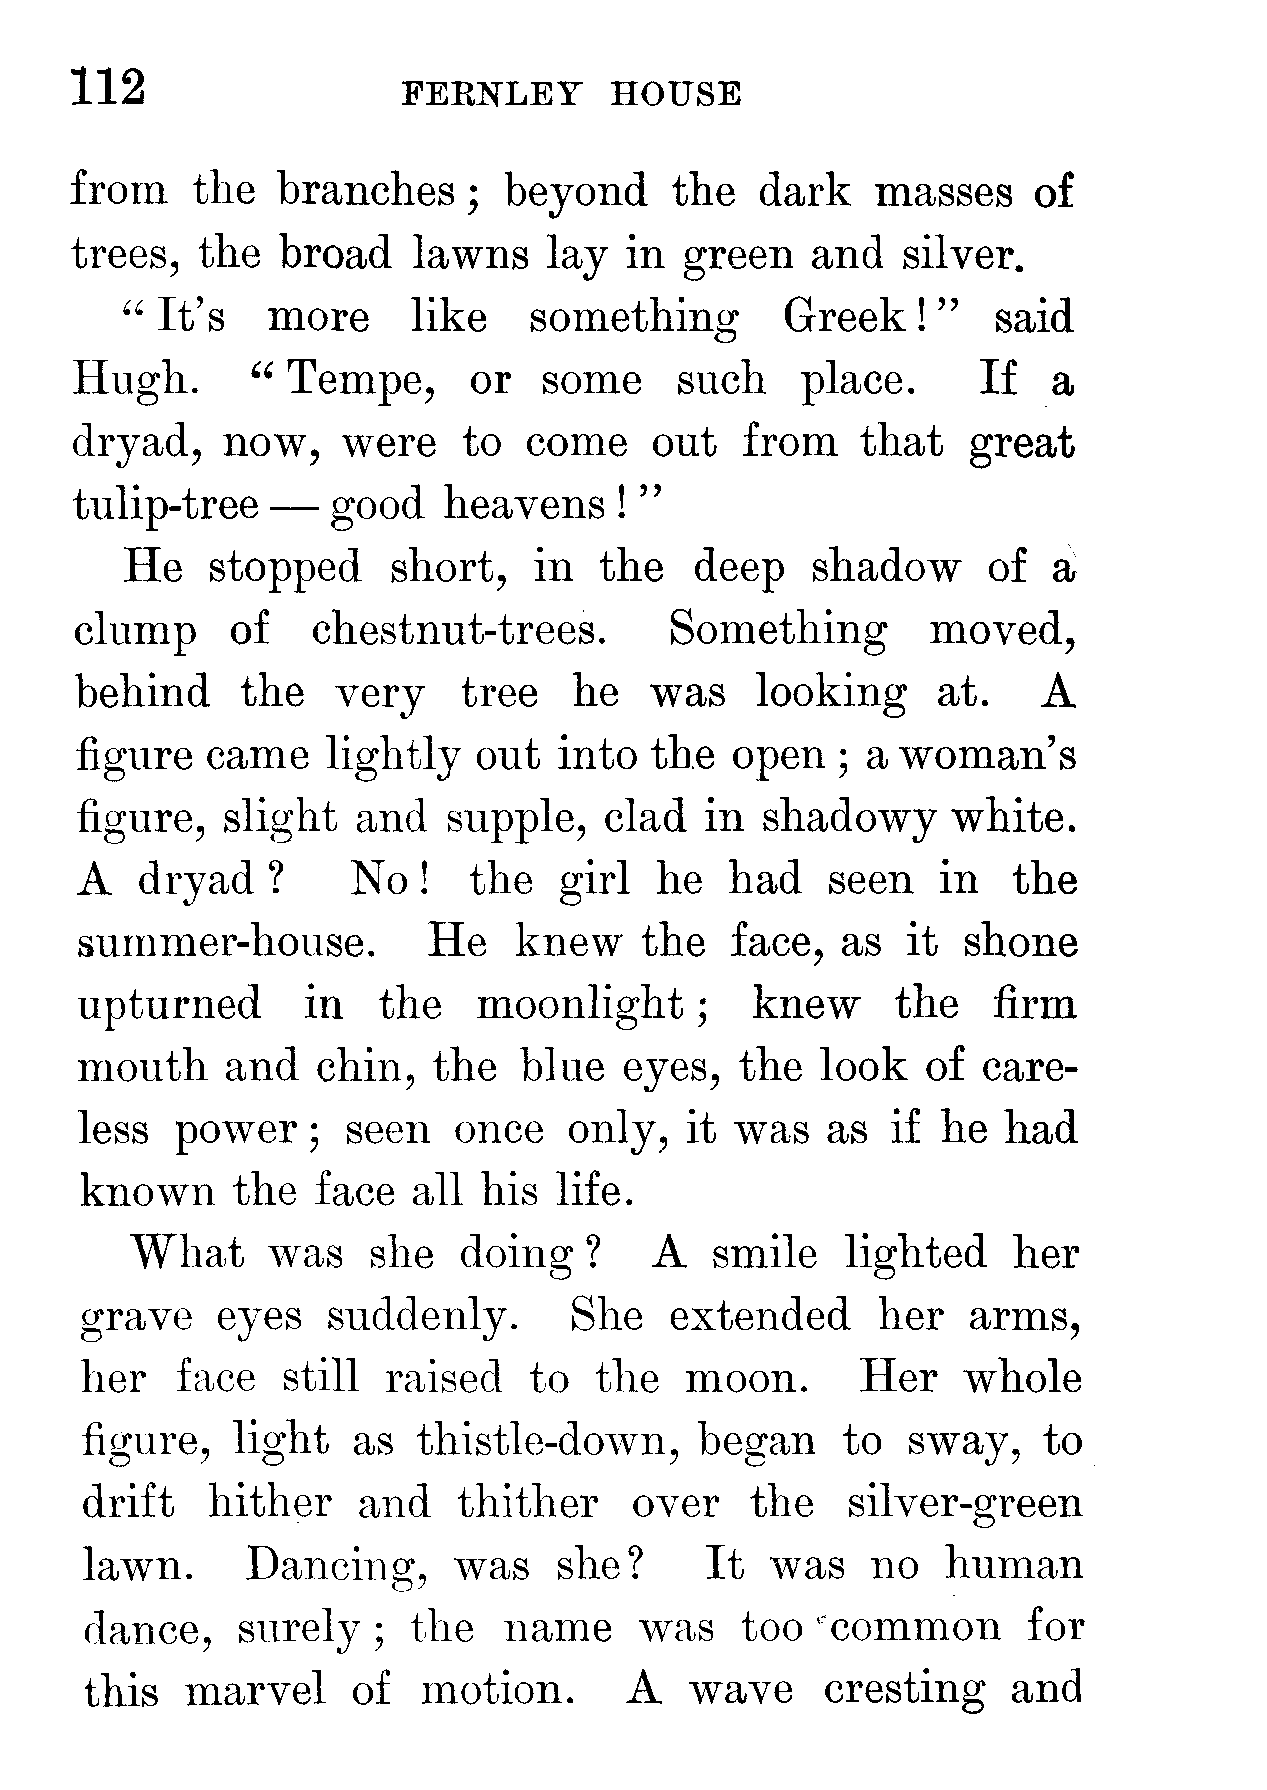 112 FERNLEY HOUSE
from the branches ; beyond the dark masses of
trees, the broad lawns lay in green and silver.
“ It’s more like something Greek ! ” said
Hugh. “ Tempe, or some such place. If a
dryad, now, were to come out from that great
tulip-tree — good heavens ! ”
He stopped short, in the deep shadow of a
clump of chestnut-trees. Something moved,
behind the very tree he was looking at. A
figure came lightly out into the open ; a woman’s
figure, slight and supple, clad in shadowy white.
A dryad ? No ! the girl he had seen in the
summer-house. He knew the face, as it shone
upturned in the moonlight ; knew the firm
mouth and chin, the blue eyes, the look of care-
less power ; seen once only, it was as if he had
known the face all his life.
What was she doing ? A smile lighted her
grave eyes suddenly. She extended her arms,
her face still raised to the moon. Her whole
figure, light as thistle-down, began to sway, to
drift hither and thither over the silver-green
lawn. Dancing, was she? It was no human
dance, surely ; the name was too common for
this marvel of motion. A wave cresting and